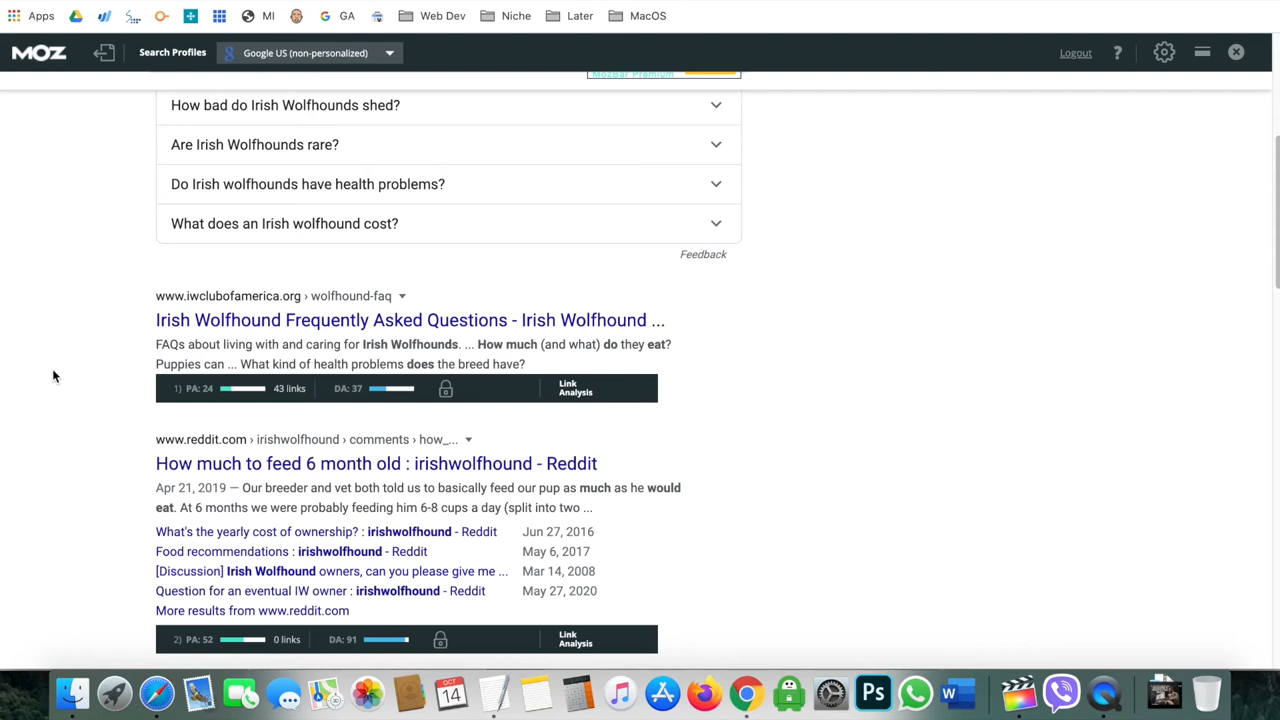 Apps MI GA Web Dev Niche Later MacOS
MOZ Search Profiles Google US (non-personalized) Logout ?
MozBar Premium
How bad do Irish Wolfhounds shed?
Are Irish Wolfhounds rare?
Do Irish wolfhounds have health problems?
What does an Irish wolfhound cost?
Feedback
www.iwclubofamerica.org › wolfhound-faq
Irish Wolfhound Frequently Asked Questions - Irish Wolfhound ...
FAQs about living with and caring for Irish Wolfhounds. ... How much (and what) do they eat?
Puppies can ... What kind of health problems does the breed have?
1) PA: 24 43 links DA: 37 Link Analysis
www.reddit.com › irishwolfhound › comments › how_...
How much to feed 6 month old : irishwolfhound - Reddit
Apr 21, 2019 — Our breeder and vet both told us to basically feed our pup as much as he would
eat. At 6 months we were probably feeding him 6-8 cups a day (split into two ...
What's the yearly cost of ownership? : irishwolfhound - Reddit Jun 27, 2016
Food recommendations : irishwolfhound - Reddit May 6, 2017
[Discussion] Irish Wolfhound owners, can you please give me ... Mar 14, 2008
Question for an eventual IW owner : irishwolfhound - Reddit May 27, 2020
More results from www.reddit.com
2) PA: 52 0 links DA: 91 Link Analysis
OCT
14 Ps W